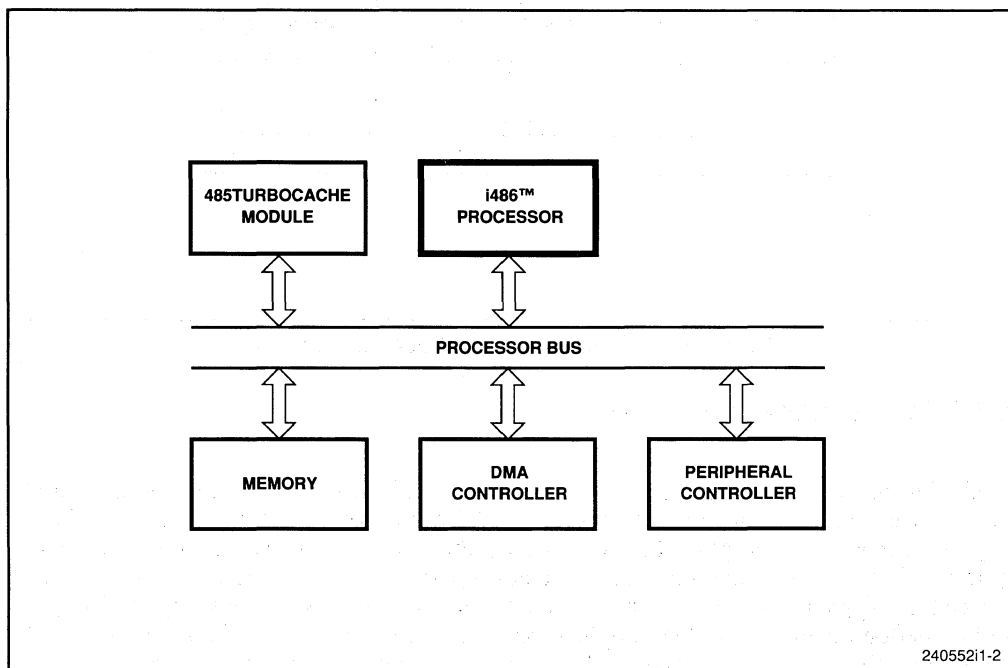 485TURBOCACHE
MODULE
i486™
PROCESSOR
PROCESSOR BUS
MEMORY
DMA
CONTROLLER
PERIPHERAL
CONTROLLER
240552i1-2